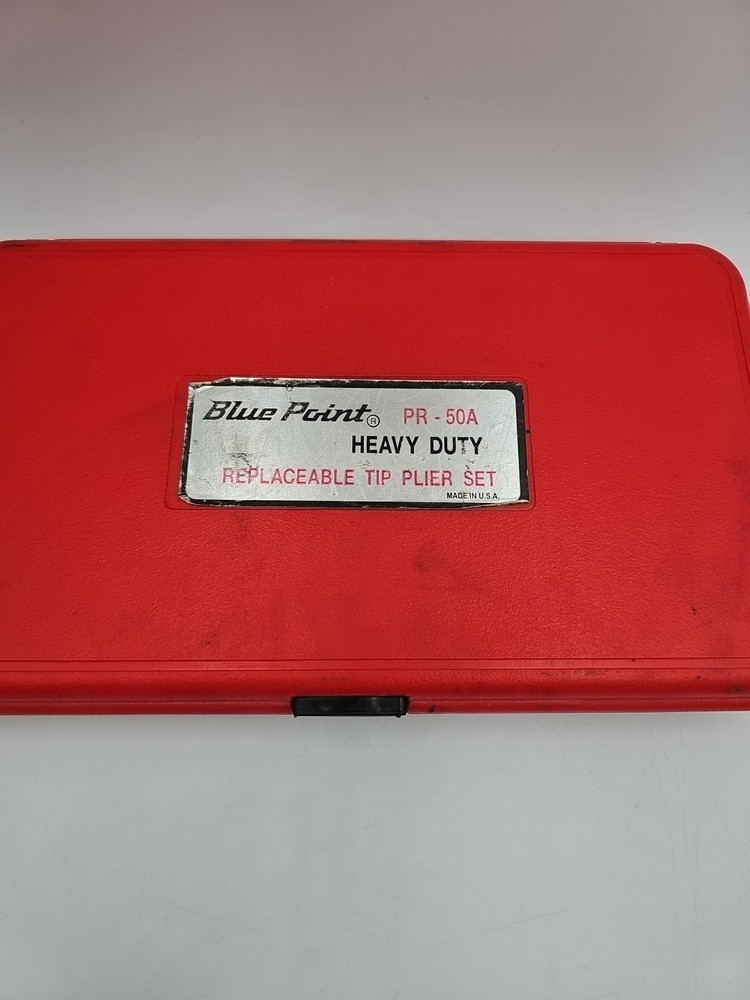 Blue Point® PR - 50A
HEAVY DUTY
REPLACEABLE TIP PLIER SET
MADE IN U.S.A.